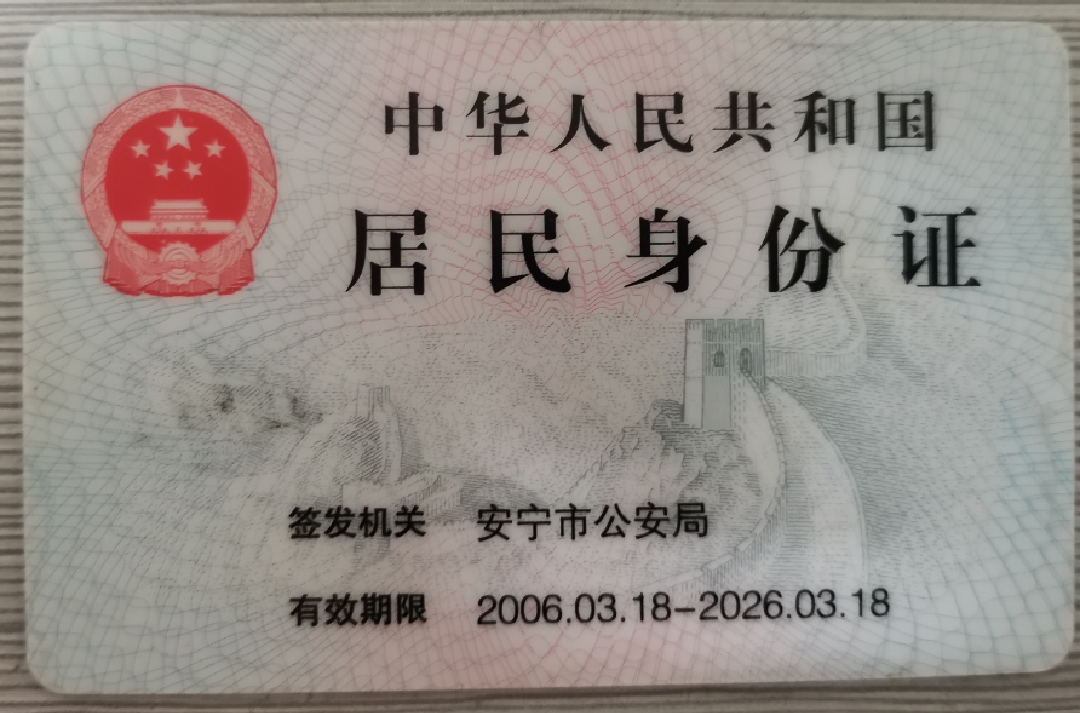 中华人民共和国
居民身份证
签发机关 安宁市公安局
有效期限 2006.03.18-2026.03.18